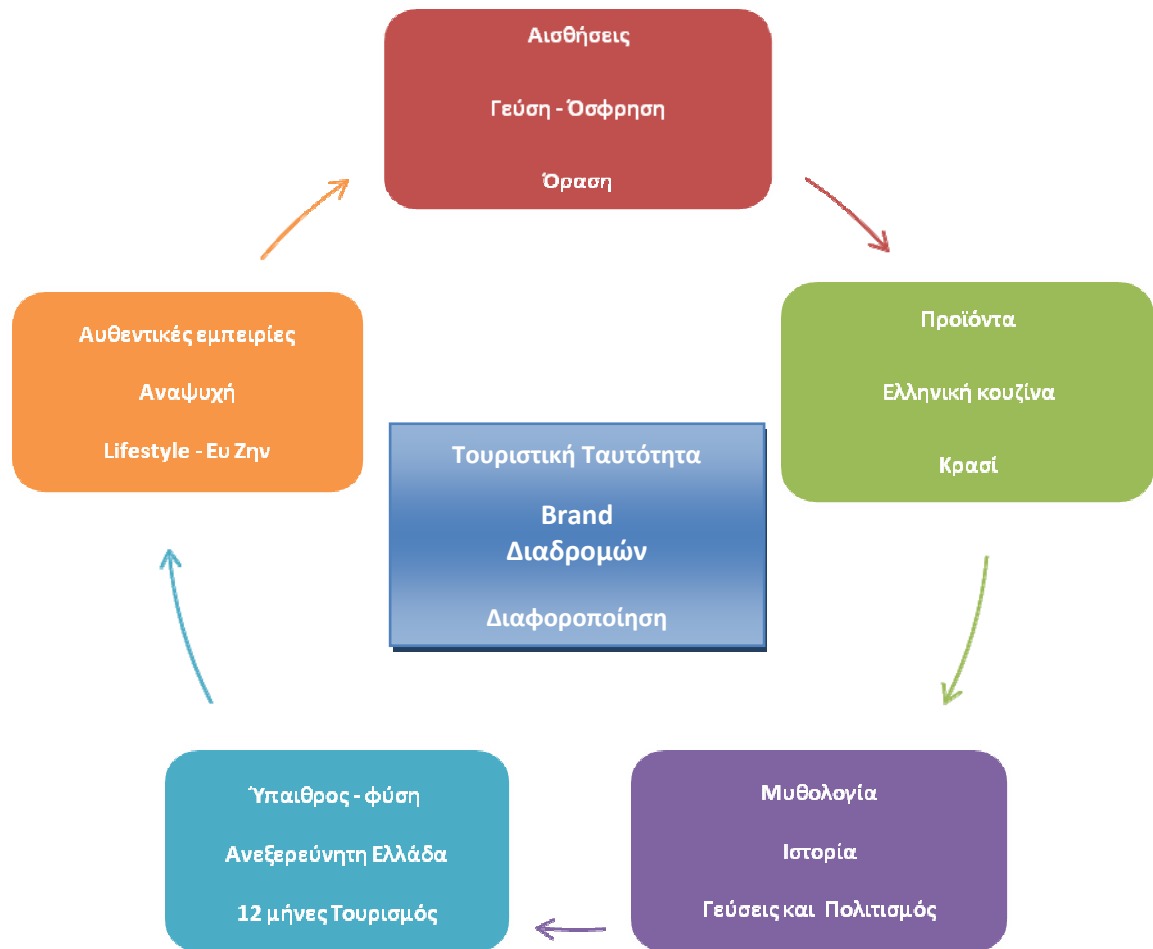 Αισθήσεις
Γεύση - Όσφρηση
Όραση
Προϊόντα
Ελληνική κουζίνα
Κρασί
Μυθολογία
Ιστορία
Γεύσεις και Πολιτισμός
Ύπαιθρος - φύση
Ανεξερεύνητη Ελλάδα
12 μήνες Τουρισμός
Αυθεντικές εμπειρίες
Αναψυχή
Lifestyle - Ευ Ζην
Τουριστική Ταυτότητα
Brand
Διαδρομών
Διαφοροποίηση